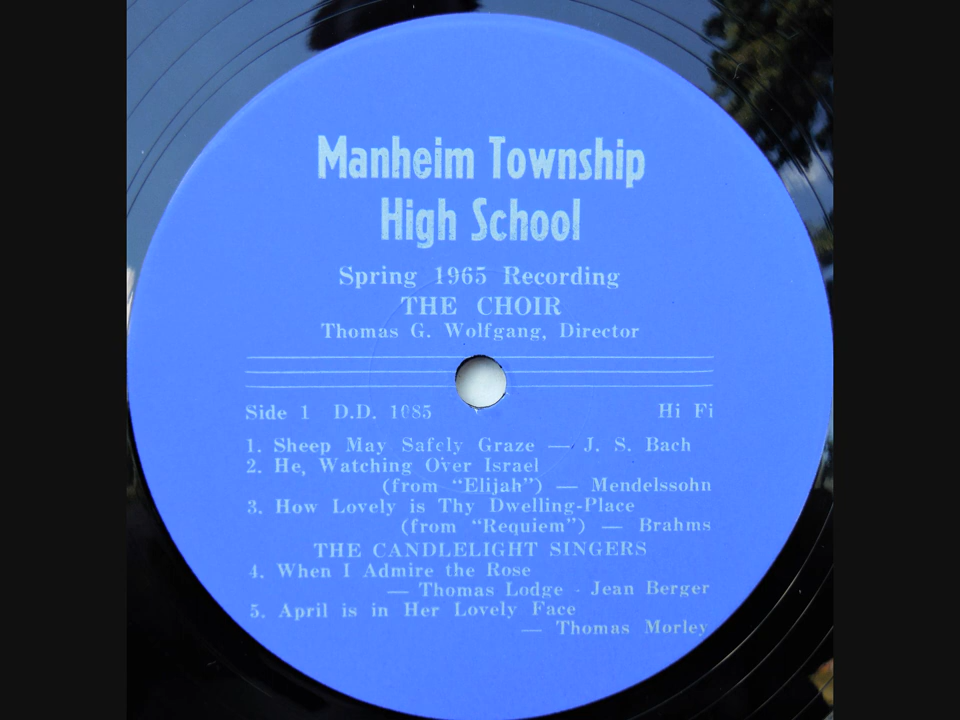 Manheim Township
High School
Spring 1965 Recording
THE CHOIR
Thomas G. Wolfgang, Director
Side 1 D.D. 1085 Hi Fi
1. Sheep May Safely Graze — J. S. Bach
2. He, Watching Over Israel
(from “Elijah”) — Mendelssohn
3. How Lovely is Thy Dwelling-Place
(from “Requiem”) — Brahms
THE CANDLELIGHT SINGERS
4. When I Admire the Rose
— Thomas Lodge - Jean Berger
5. April is in Her Lovely Face
— Thomas Morley